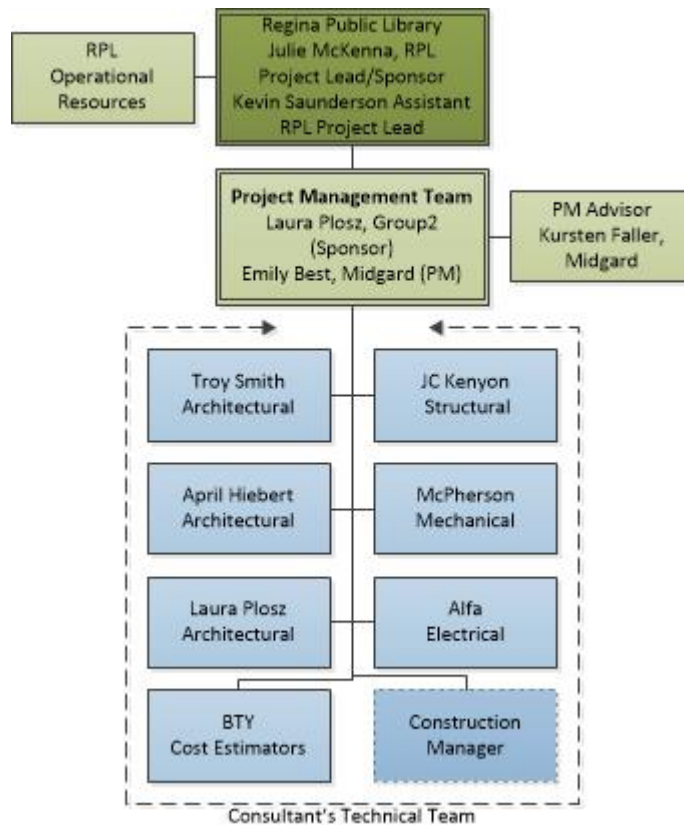 Regina Public Library
Julie McKenna, RPL
Project Lead/Sponsor
Kevin Saunderson Assistant
RPL Project Lead
RPL
Operational
Resources
Project Management Team
Laura Plosz, Group2
(Sponsor)
Emily Best, Midgard (PM)
PM Advisor
Kursten Faller,
Midgard
Troy Smith
Architectural
JC Kenyon
Structural
April Hiebert
Architectural
McPherson
Mechanical
Laura Plosz
Architectural
Alfa
Electrical
BTY
Cost Estimators
Construction
Manager
Consultant's Technical Team